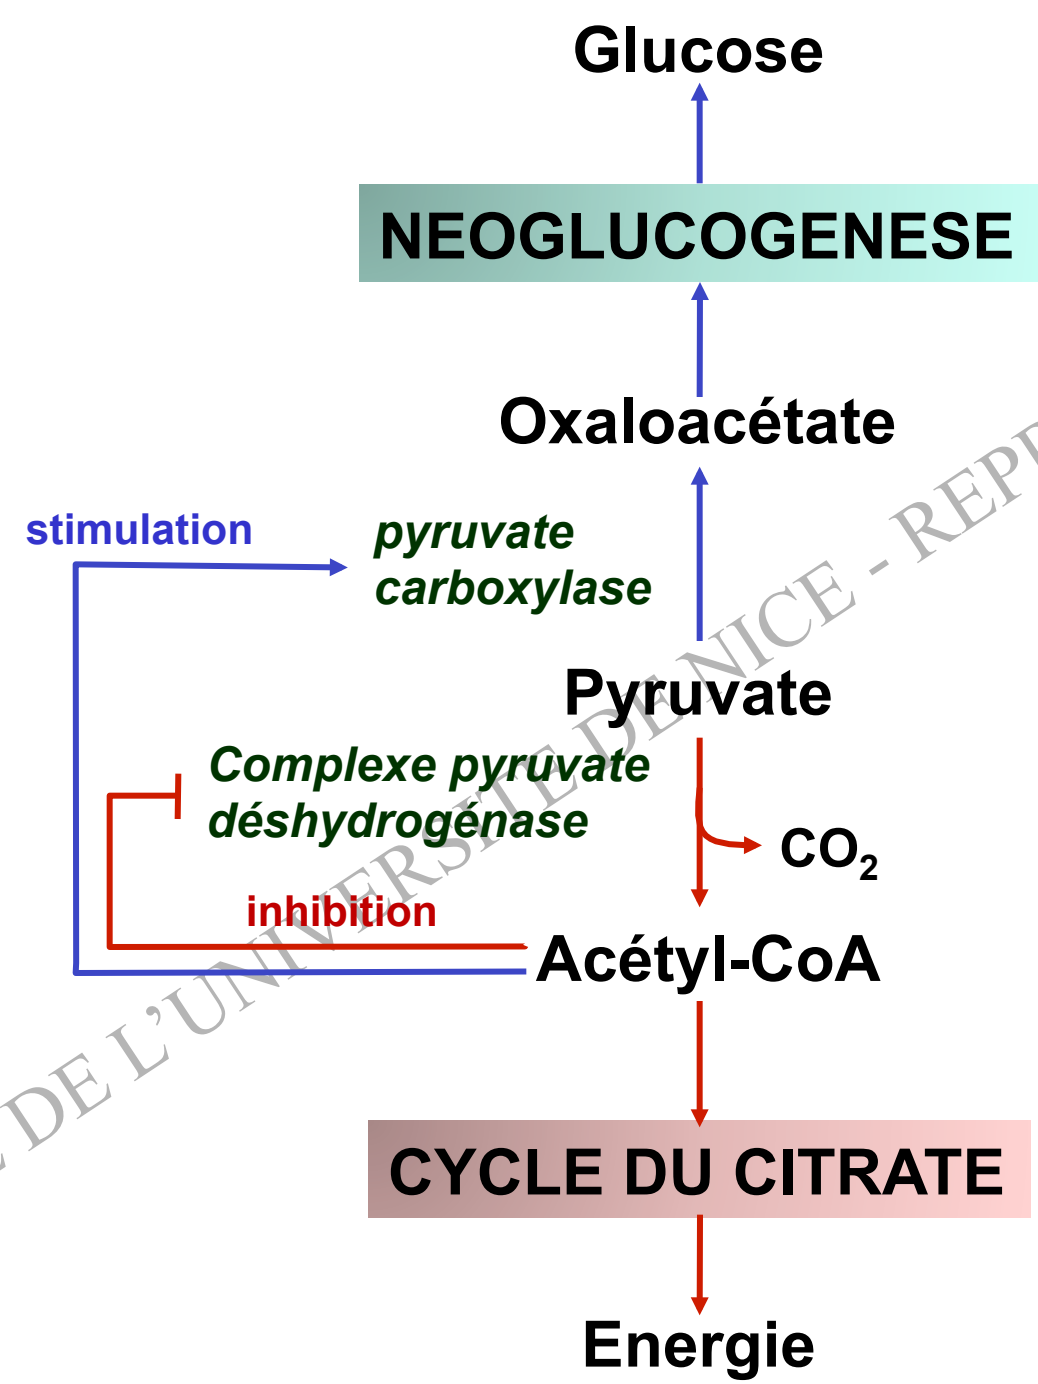 Glucose
NEOGLUCOGENESE
Oxaloacétate
stimulation
pyruvate
carboxylase
Pyruvate
Complexe pyruvate
déshydrogénase
CO2
inhibition
Acétyl-CoA
CYCLE DU CITRATE
Energie
DE L'UNIVERSITE DE NICE -